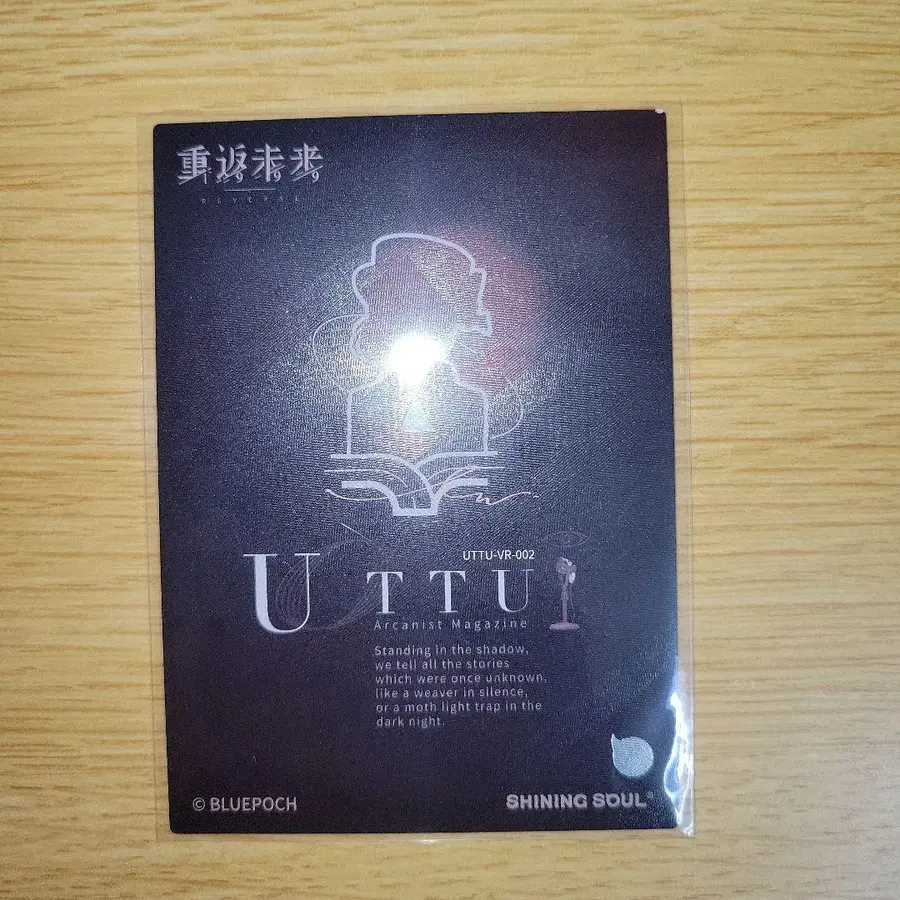 重返未来
1999
REVERSE
UTTU-VR-002
UTTU
Arcanist Magazine
Standing in the shadow,
we tell all the stories
which were once unknown,
like a weaver in silence,
or a moth light trap in the
dark night.
© BLUEPOCH
SHINING SOUL®